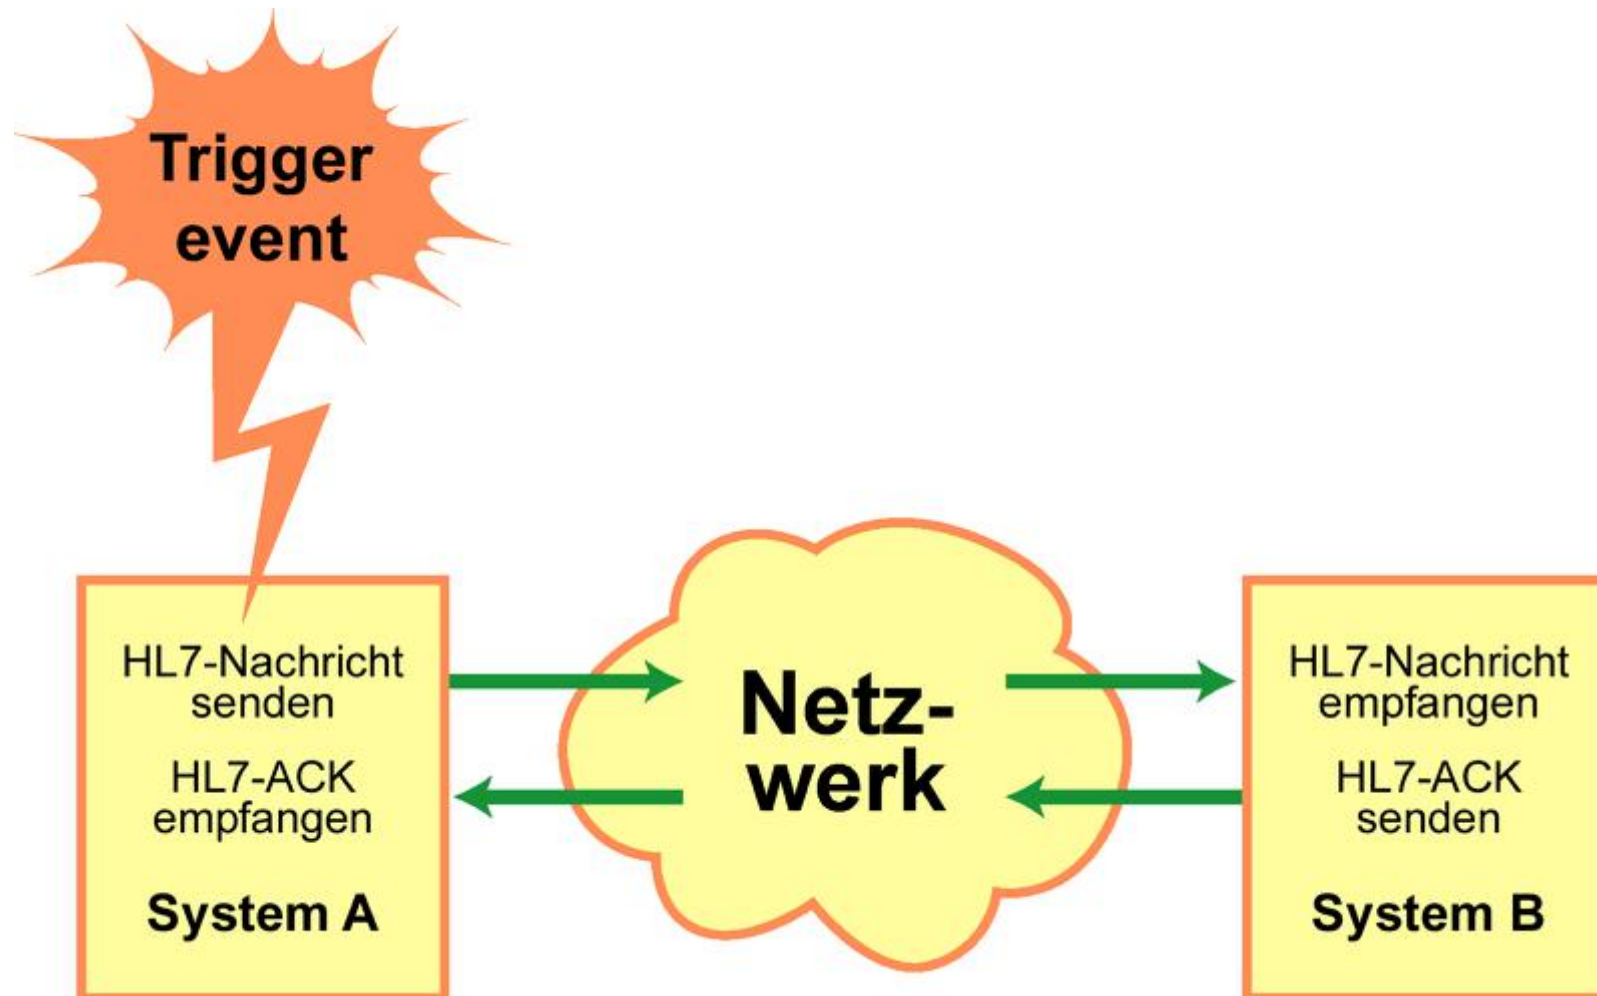 Trigger
event
HL7-Nachricht
senden
HL7-ACK
empfangen
System A
Netz-
werk
HL7-Nachricht
empfangen
HL7-ACK
senden
System B